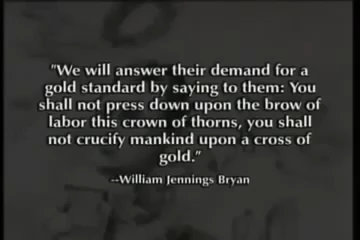 "We will answer their demand for a
gold standard by saying to them: You
shall not press down upon the brow of
labor this crown of thorns, you shall
not crucify mankind upon a cross of
gold."
--William Jennings Bryan